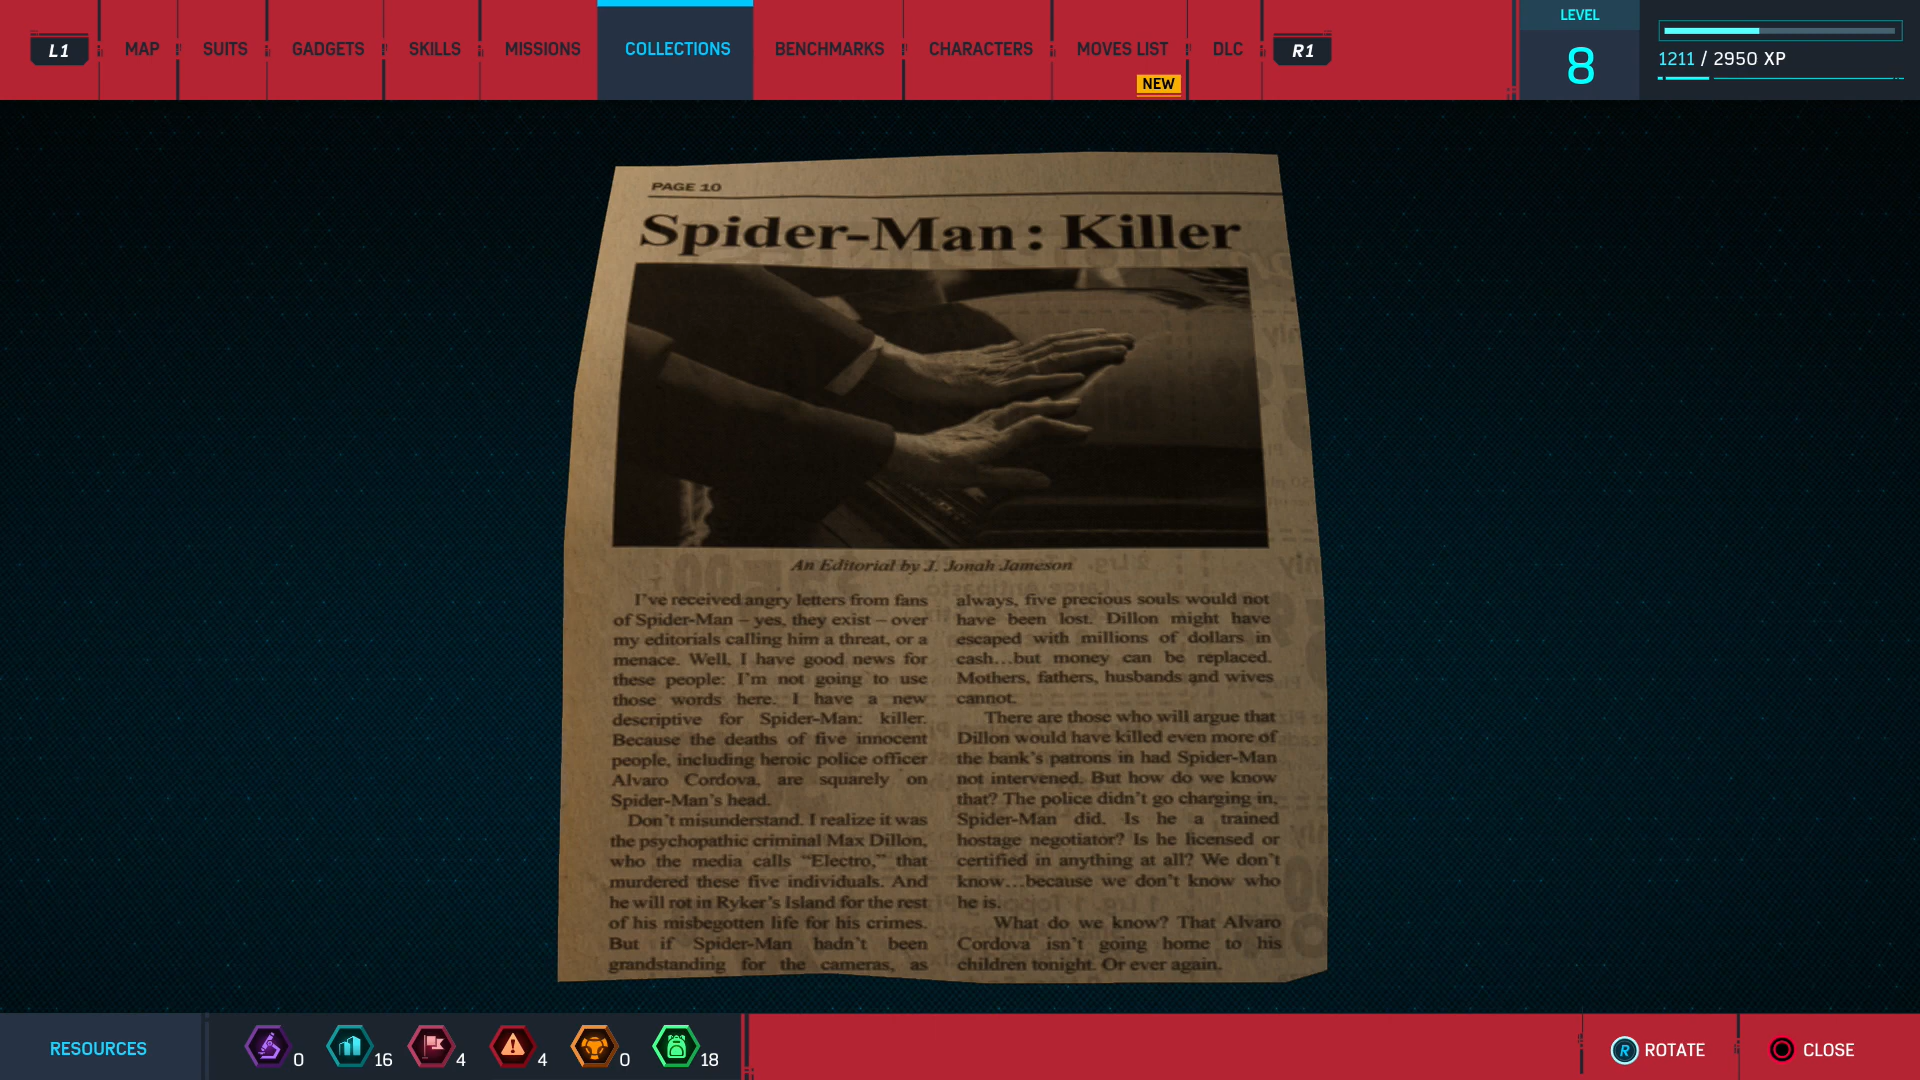 L1
MAP
SUITS
GADGETS
SKILLS
MISSIONS
COLLECTIONS
BENCHMARKS
CHARACTERS
MOVES LIST
NEW
DLC
R1
LEVEL
8
1211 / 2950 XP
PAGE 10
Spider-Man: Killer
An Editorial by J. Jonah Jameson
I've received angry letters from fans
of Spider-Man – yes, they exist – over
my editorials calling him a threat, or a
menace. Well, I have good news for
these people: I'm not going to use
those words here. I have a new
descriptive for Spider-Man: killer.
Because the deaths of five innocent
people, including heroic police officer
Alvaro Cordova, are squarely on
Spider-Man's head.
Don't misunderstand. I realize it was
the psychopathic criminal Max Dillon,
who the media calls "Electro," that
murdered these five individuals. And
he will rot in Ryker's Island for the rest
of his misbegotten life for his crimes.
But if Spider-Man hadn't been
grandstanding for the cameras, as
always, five precious souls would not
have been lost. Dillon might have
escaped with millions of dollars in
cash...but money can be replaced.
Mothers, fathers, husbands and wives
cannot.
There are those who will argue that
Dillon would have killed even more of
the bank's patrons in had Spider-Man
not intervened. But how do we know
that? The police didn't go charging in,
Spider-Man did. Is he a trained
hostage negotiator? Is he licensed or
certified in anything at all? We don't
know...because we don't know who
he is.
What do we know? That Alvaro
Cordova isn't going home to his
children tonight. Or ever again.
RESOURCES
0
16
4
4
0
18
R ROTATE
CLOSE